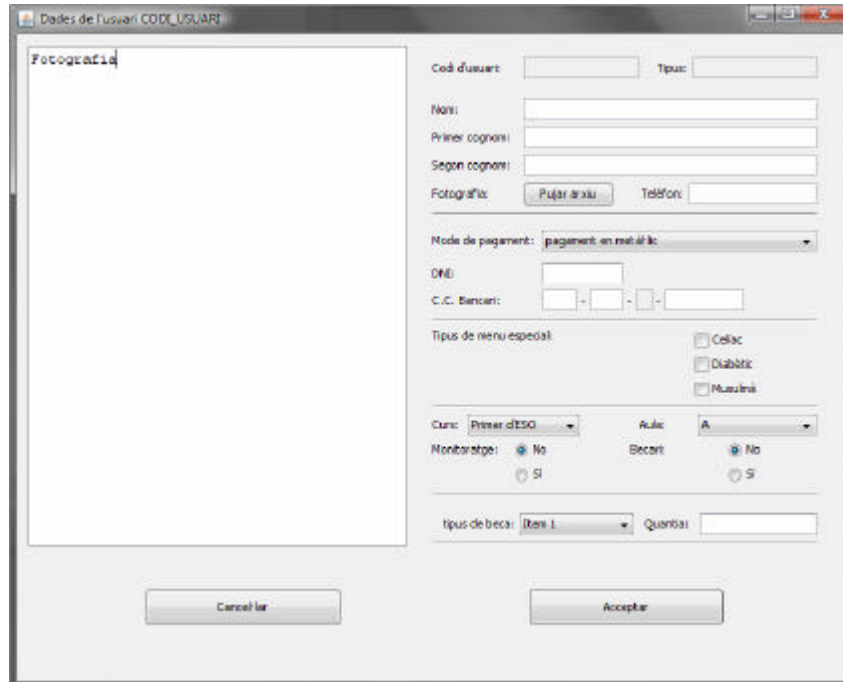 Dades de l'usuari CODI_USUARI
Fotografia
Codi d'usuari: Tipus:
Nom:
Primer cognom:
Segon cognom:
Fotografia: Pujar arxiu Telèfon:
Mode de pagament: pagament en metàl·lic
DNI:
C.C. Bancari: - - -
Tipus de menu especial:
Celíac
Diabètic
Musulmà
Curs: Primer d'ESO Aula: A
Monitoratge: No Becari: No
Sí Sí
tipus de beca: Item 1 Quantia:
Cancel·lar Acceptar